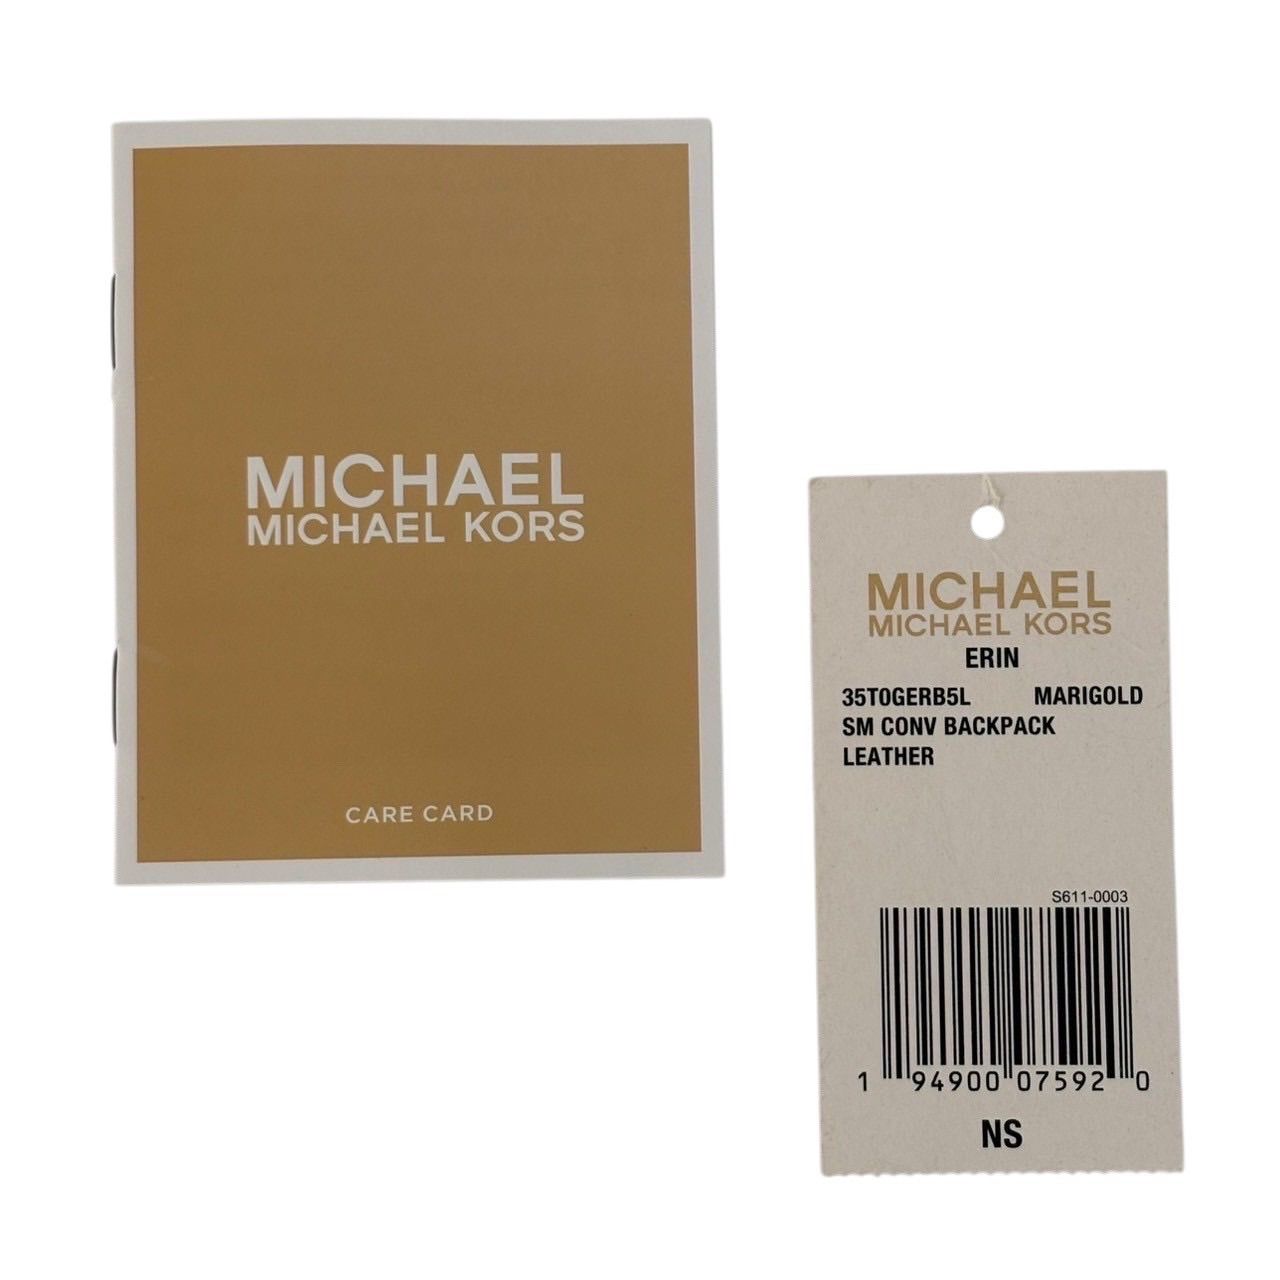 MICHAEL
MICHAEL KORS
CARE CARD
MICHAEL
MICHAEL KORS
ERIN
35T0GERB5L MARIGOLD
SM CONV BACKPACK
LEATHER
S611-0003
1 94900 07592 0
NS